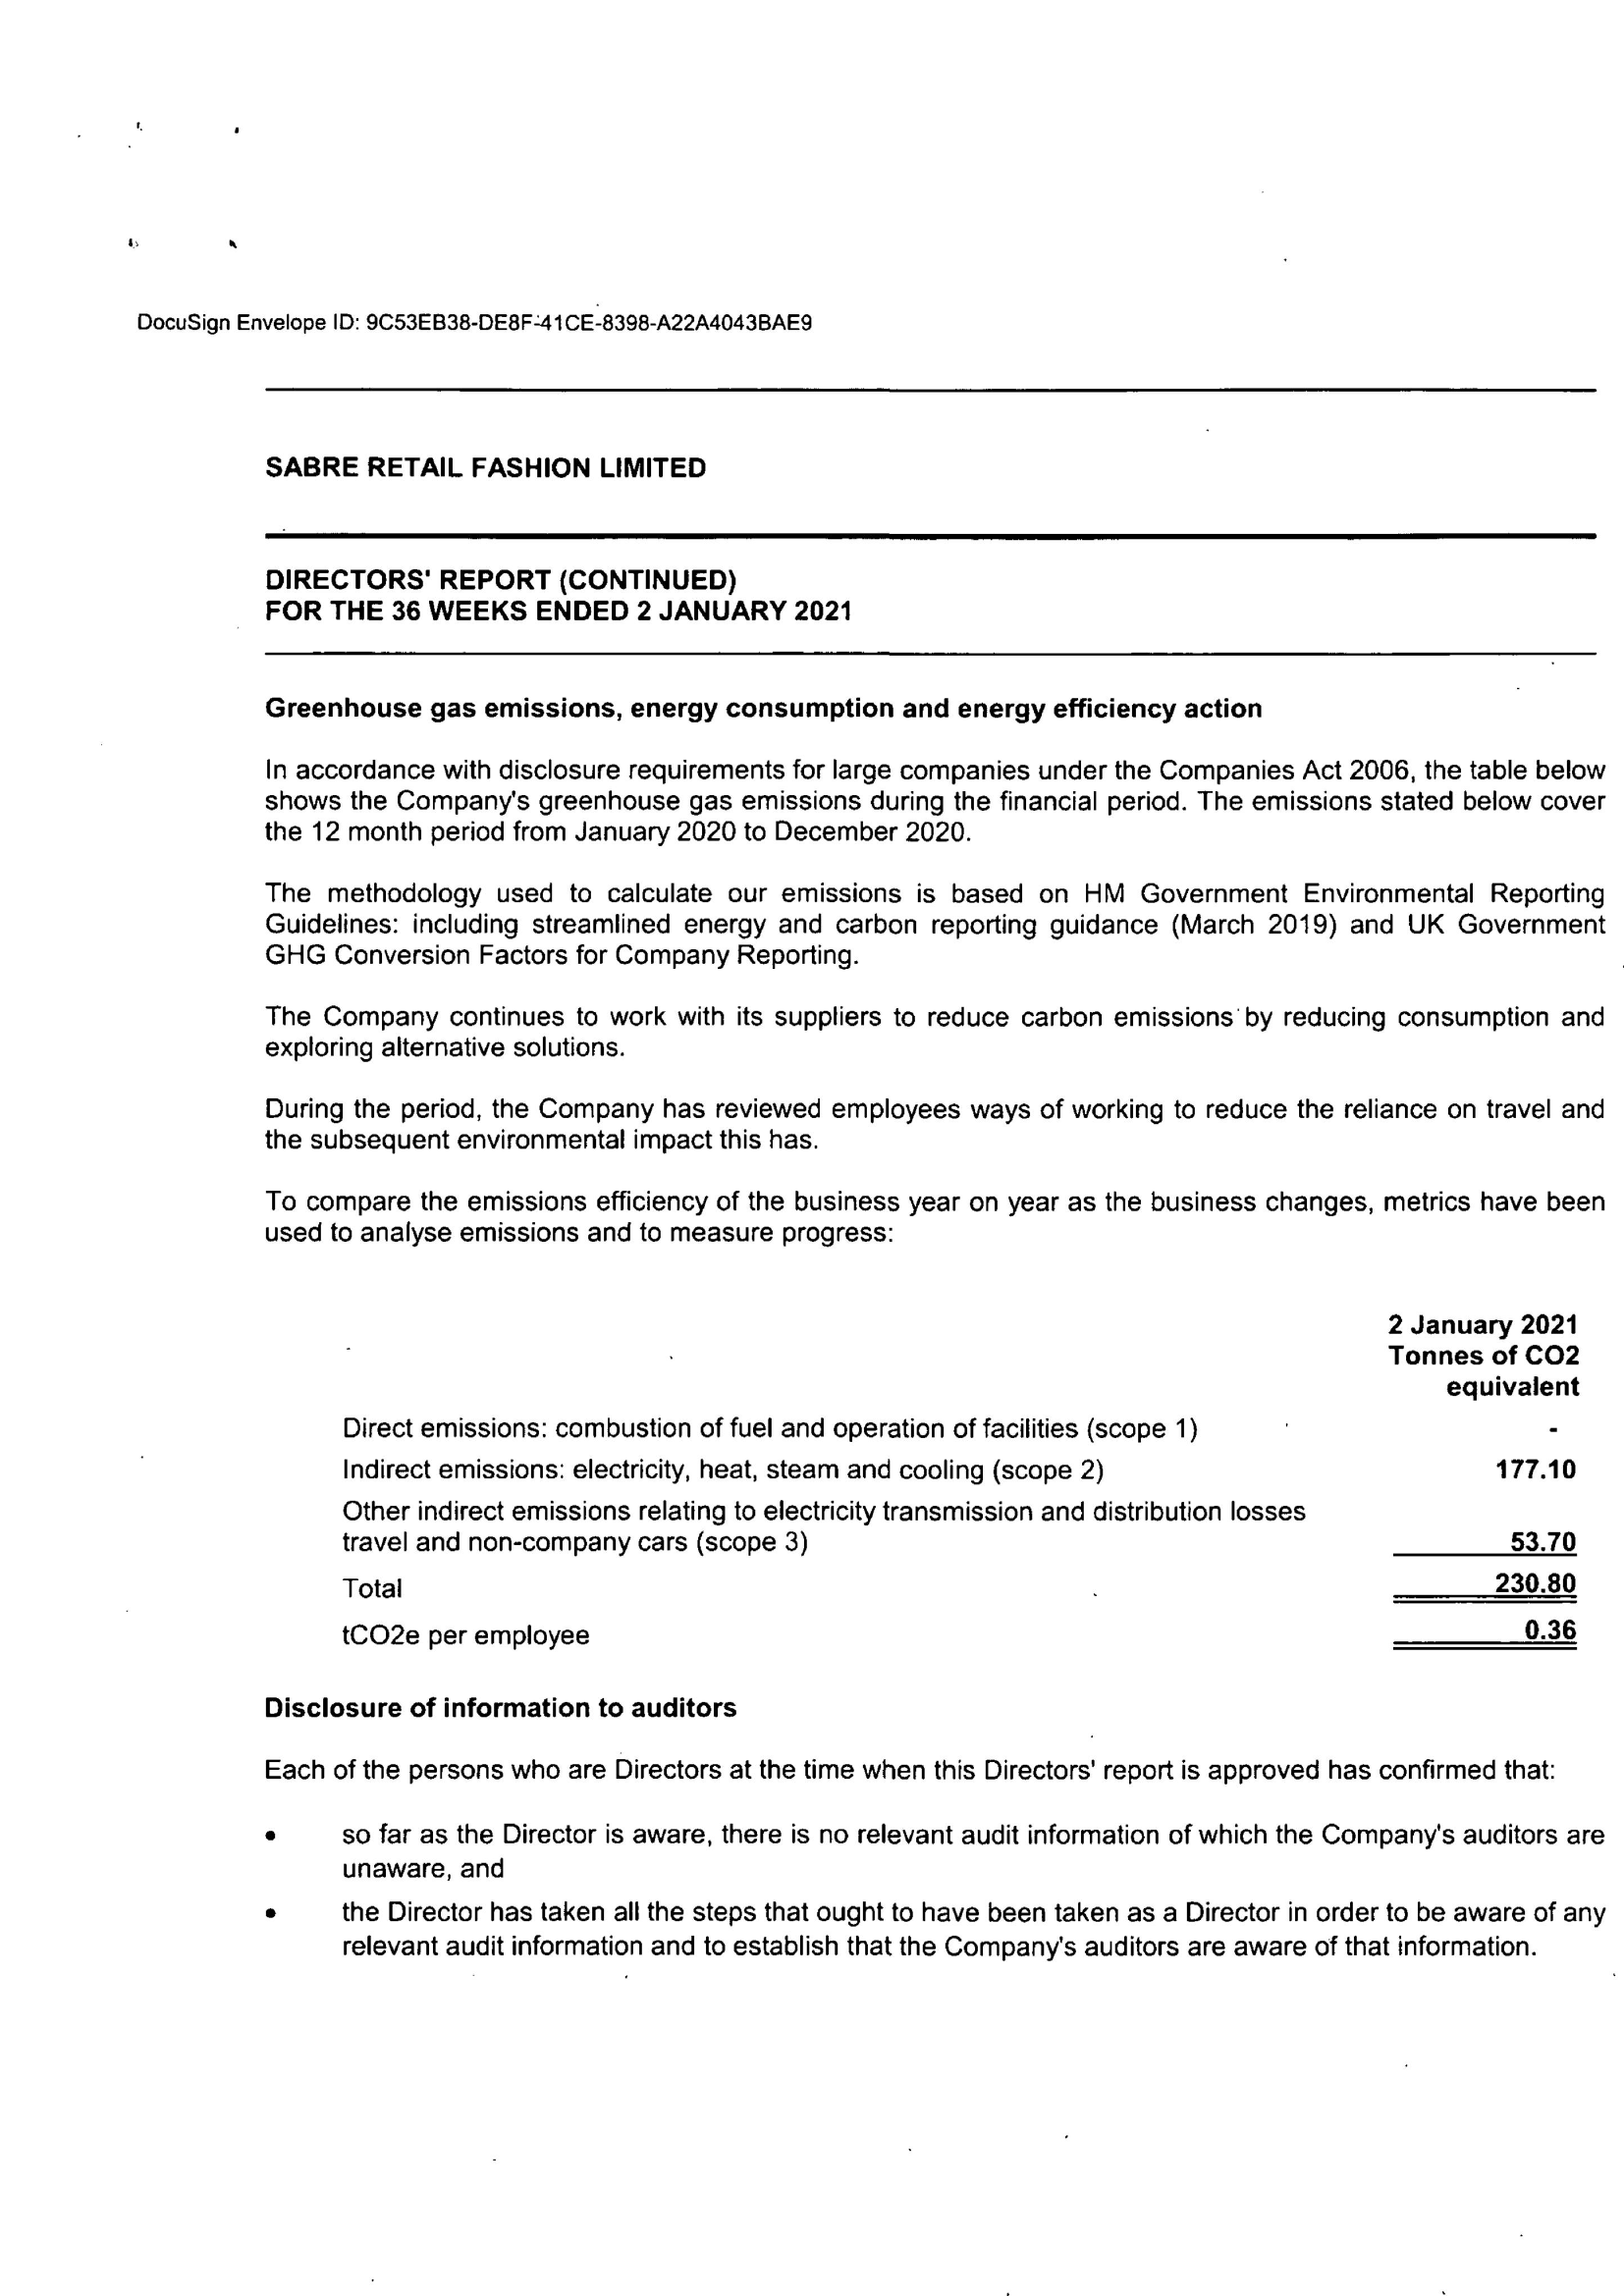 DocuSign Envelope ID: 9C53EB38-DE8F-41CE-8398-A22A4043BAE9
SABRE RETAIL FASHION LIMITED
DIRECTORS' REPORT (CONTINUED)
FOR THE 36 WEEKS ENDED 2 JANUARY 2021
Greenhouse gas emissions, energy consumption and energy efficiency action
In accordance with disclosure requirements for large companies under the Companies Act 2006, the table below
shows the Company's greenhouse gas emissions during the financial period. The emissions stated below cover
the 12 month period from January 2020 to December 2020.
The methodology used to calculate our emissions is based on HM Government Environmental Reporting
Guidelines: including streamlined energy and carbon reporting guidance (March 2019) and UK Government
GHG Conversion Factors for Company Reporting.
The Company continues to work with its suppliers to reduce carbon emissions by reducing consumption and
exploring alternative solutions.
During the period, the Company has reviewed employees ways of working to reduce the reliance on travel and
the subsequent environmental impact this has.
To compare the emissions efficiency of the business year on year as the business changes, metrics have been
used to analyse emissions and to measure progress:
2 January 2021
Tonnes of CO2
equivalent
Direct emissions: combustion of fuel and operation of facilities (scope 1) -
Indirect emissions: electricity, heat, steam and cooling (scope 2) 177.10
Other indirect emissions relating to electricity transmission and distribution losses
travel and non-company cars (scope 3) 53.70
Total 230.80
tCO2e per employee 0.36
Disclosure of information to auditors
Each of the persons who are Directors at the time when this Directors' report is approved has confirmed that:
• so far as the Director is aware, there is no relevant audit information of which the Company's auditors are
unaware, and
• the Director has taken all the steps that ought to have been taken as a Director in order to be aware of any
relevant audit information and to establish that the Company's auditors are aware of that information.